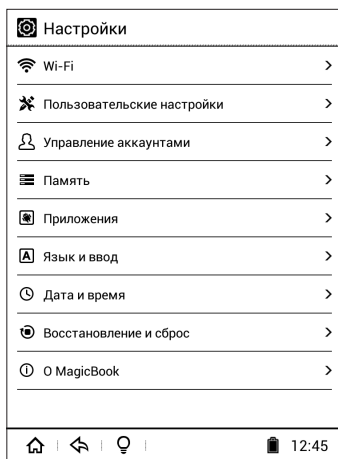 Настройки
Wi-Fi
Пользовательские настройки
Управление аккаунтами
Память
Приложения
Язык и ввод
Дата и время
Восстановление и сброс
О MagicBook
12:45